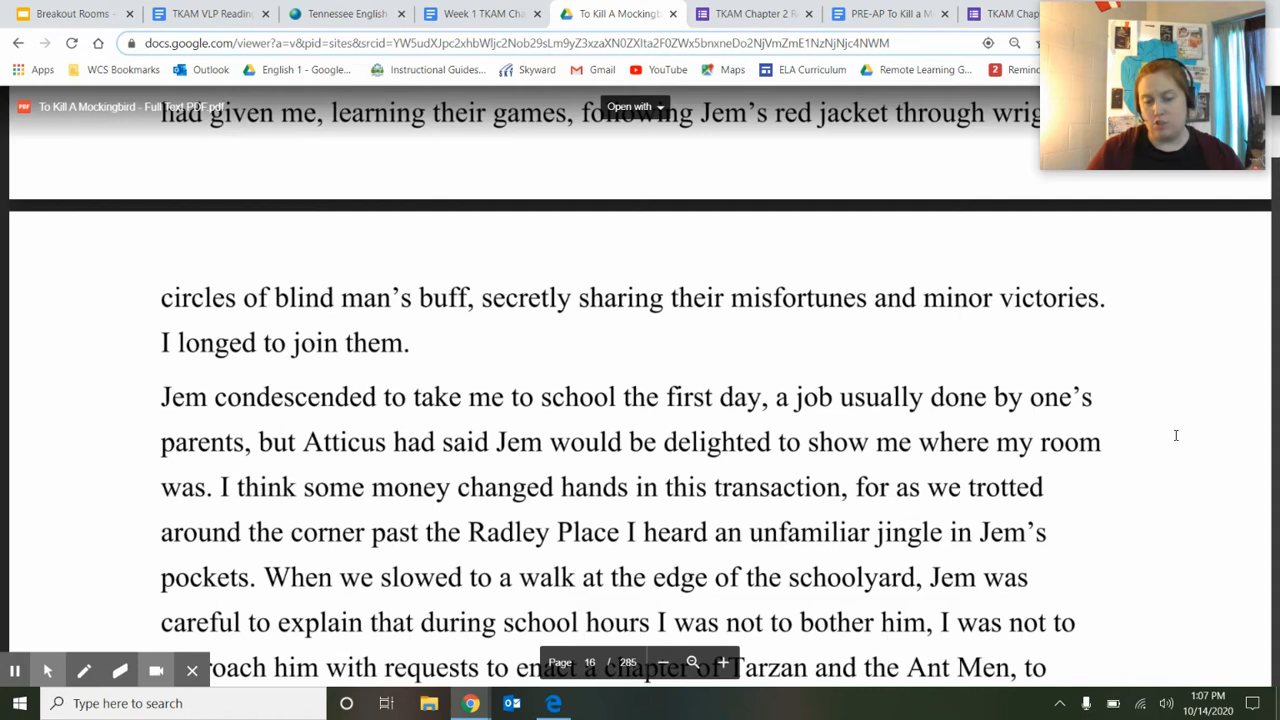 Breakout Rooms –
TKAM VLP Reading
Tennessee English
Week 1 TKAM Cha
To Kill A Mockingb
TKAM Chapter 2 R
PRE-AP To Kill a M
TKAM Chap
docs.google.com/viewer?a=v&pid=sites&srcid=
Apps
WCS Bookmarks
Outlook
English 1 - Google...
Instructional Guides...
Skyward
Gmail
YouTube
Maps
ELA Curriculum
Remote Learning G...
Remin
To Kill A Mockingbird - Full Text PDF.pdf
Open with
had given me, learning their games, following Jem’s red jacket through wrig
circles of blind man’s buff, secretly sharing their misfortunes and minor victories.
I longed to join them.
Jem condescended to take me to school the first day, a job usually done by one’s
parents, but Atticus had said Jem would be delighted to show me where my room
was. I think some money changed hands in this transaction, for as we trotted
around the corner past the Radley Place I heard an unfamiliar jingle in Jem’s
pockets. When we slowed to a walk at the edge of the schoolyard, Jem was
careful to explain that during school hours I was not to bother him, I was not to
roach him with requests to enact a chapter of Tarzan and the Ant Men, to
Page 16 / 285
Type here to search
1:07 PM
10/14/2020